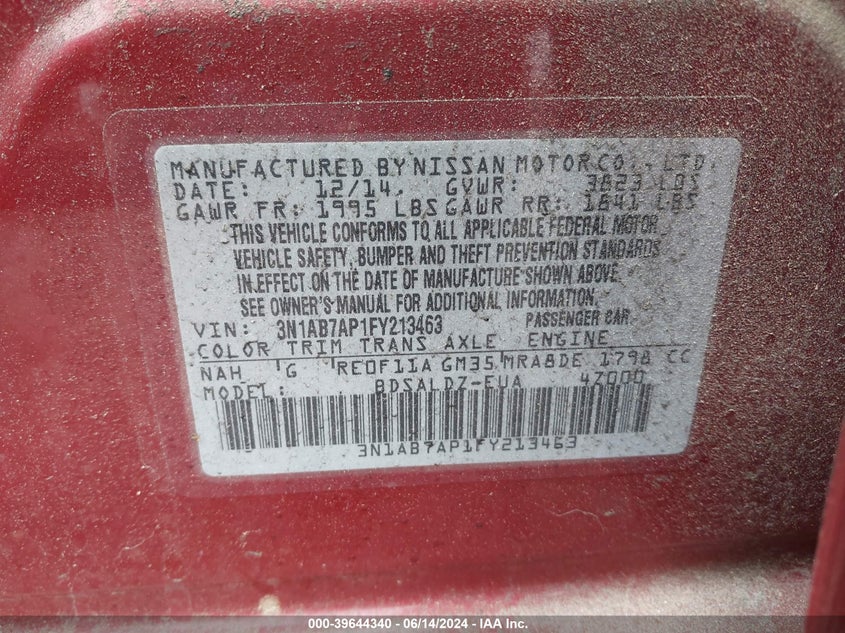 MANUFACTURED BY NISSAN MOTOR CO., LTD.
DATE: 12/14. GVWR: 3823 LBS
GAWR FR: 1995 LBS GAWR RR: 1841 LBS
THIS VEHICLE CONFORMS TO ALL APPLICABLE FEDERAL MOTOR
VEHICLE SAFETY, BUMPER AND THEFT PREVENTION STANDARDS
IN EFFECT ON THE DATE OF MANUFACTURE SHOWN ABOVE.
SEE OWNER'S MANUAL FOR ADDITIONAL INFORMATION.
VIN: 3N1AB7AP1FY213463 PASSENGER CAR
COLOR TRIM TRANS AXLE ENGINE
NAH G RE0F11A GM35 MRA8DE 1798 CC
MODEL: BDSALDZ-EUA 4Z000
3N1AB7AP1FY213463
000-39644340 - 06/14/2024 - IAA Inc.